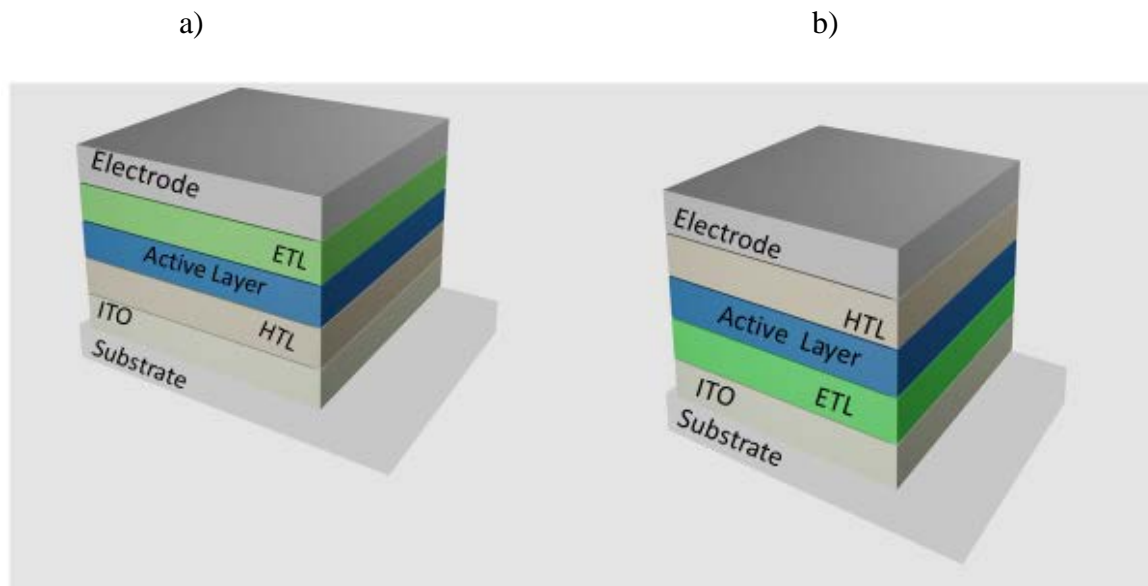 a)
b)
Electrode
ETL
Active Layer
HTL
ITO
Substrate
Electrode
HTL
Active Layer
ETL
ITO
Substrate